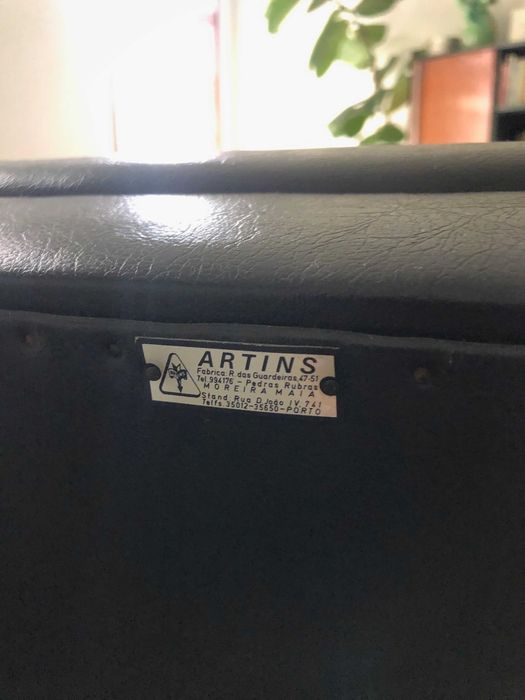 ARTINS
Fabrica: R. das Guardeiras, 47-51
Tel. 994176 - Pedras Rubras
MOREIRA MAIA
Stand: Rua D. João IV 741
Telfs. 35012-35650-PORTO